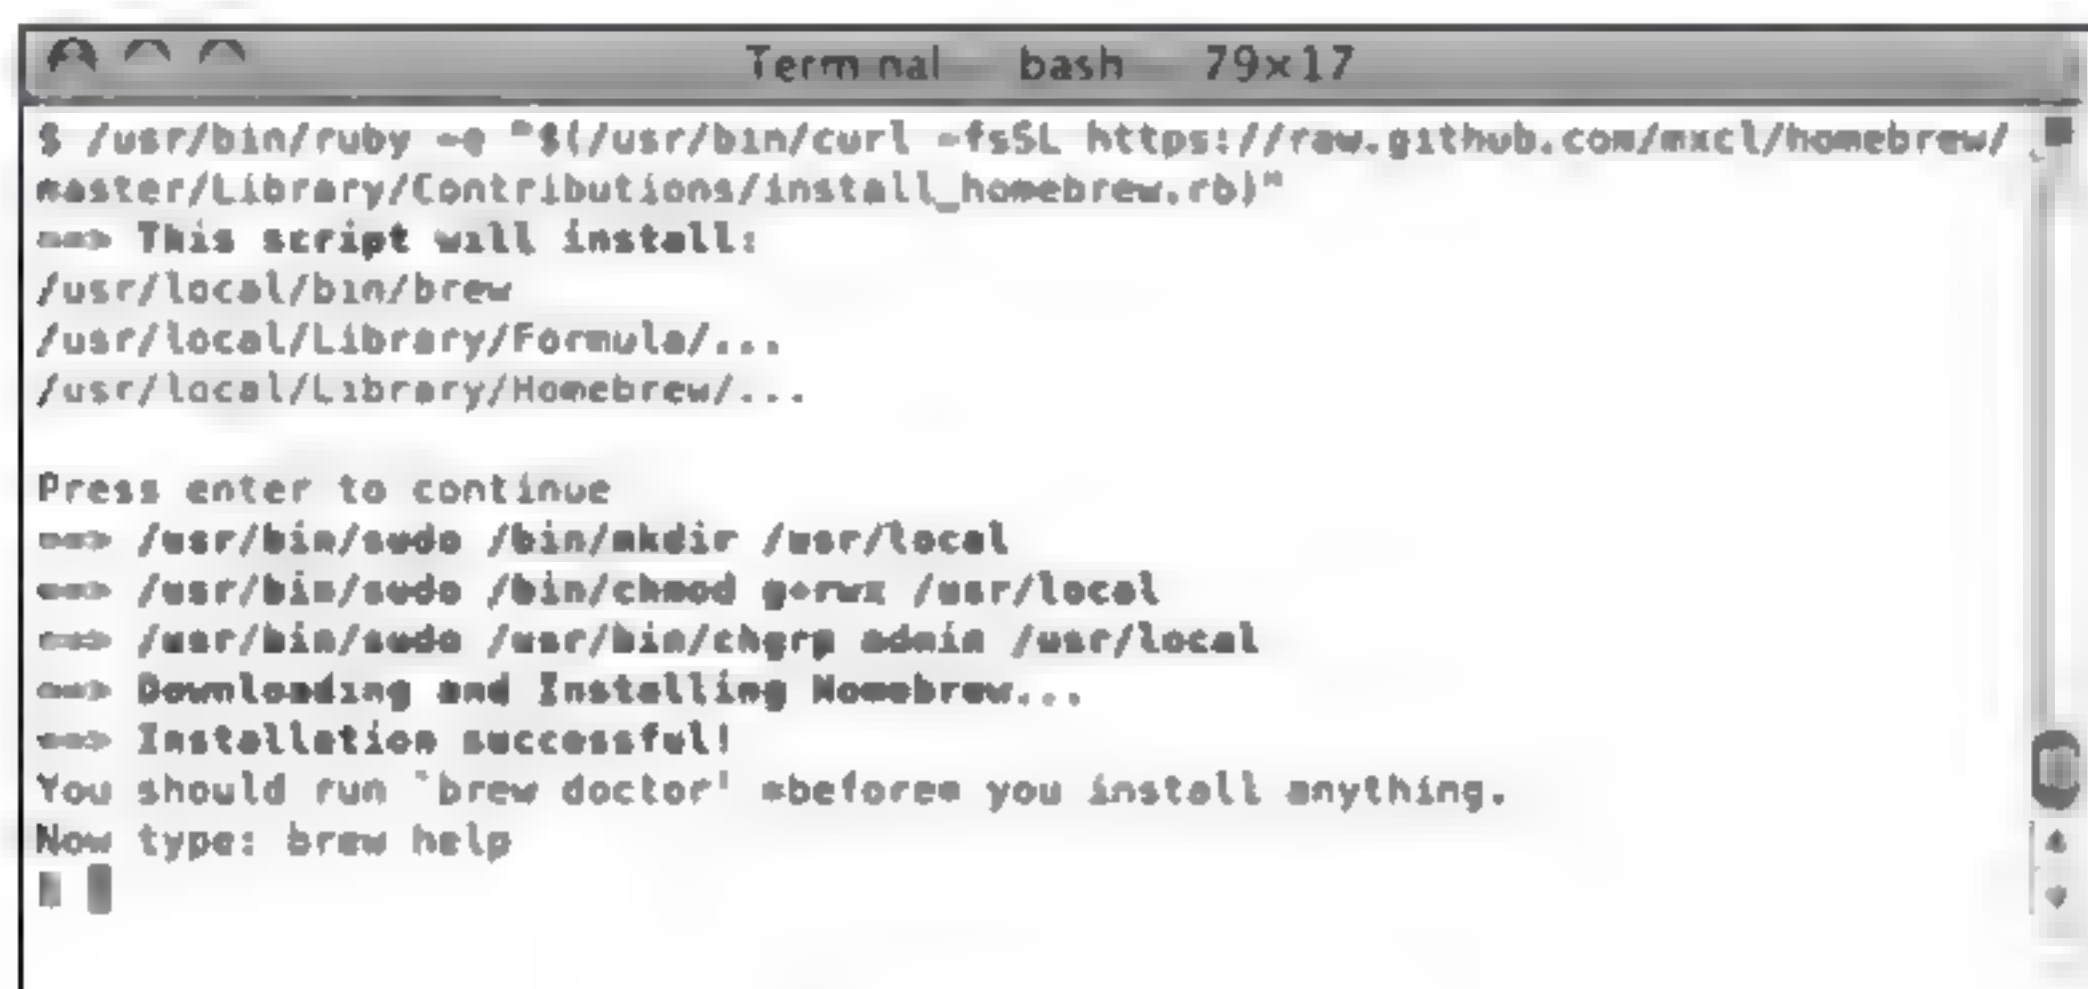 Terminal — bash — 79×17
$ /usr/bin/ruby -e "$(/usr/bin/curl -fsSL https://raw.github.com/mxcl/homebrew/
master/Library/Contributions/install_homebrew.rb)"
==> This script will install:
/usr/local/bin/brew
/usr/local/Library/Formula/...
/usr/local/Library/Homebrew/...
Press enter to continue
==> /usr/bin/sudo /bin/mkdir /usr/local
==> /usr/bin/sudo /bin/chmod g+rwx /usr/local
==> /usr/bin/sudo /usr/bin/chgrp admin /usr/local
==> Downloading and Installing Homebrew...
==> Installation successful!
You should run `brew doctor' *before* you install anything.
Now type: brew help
$